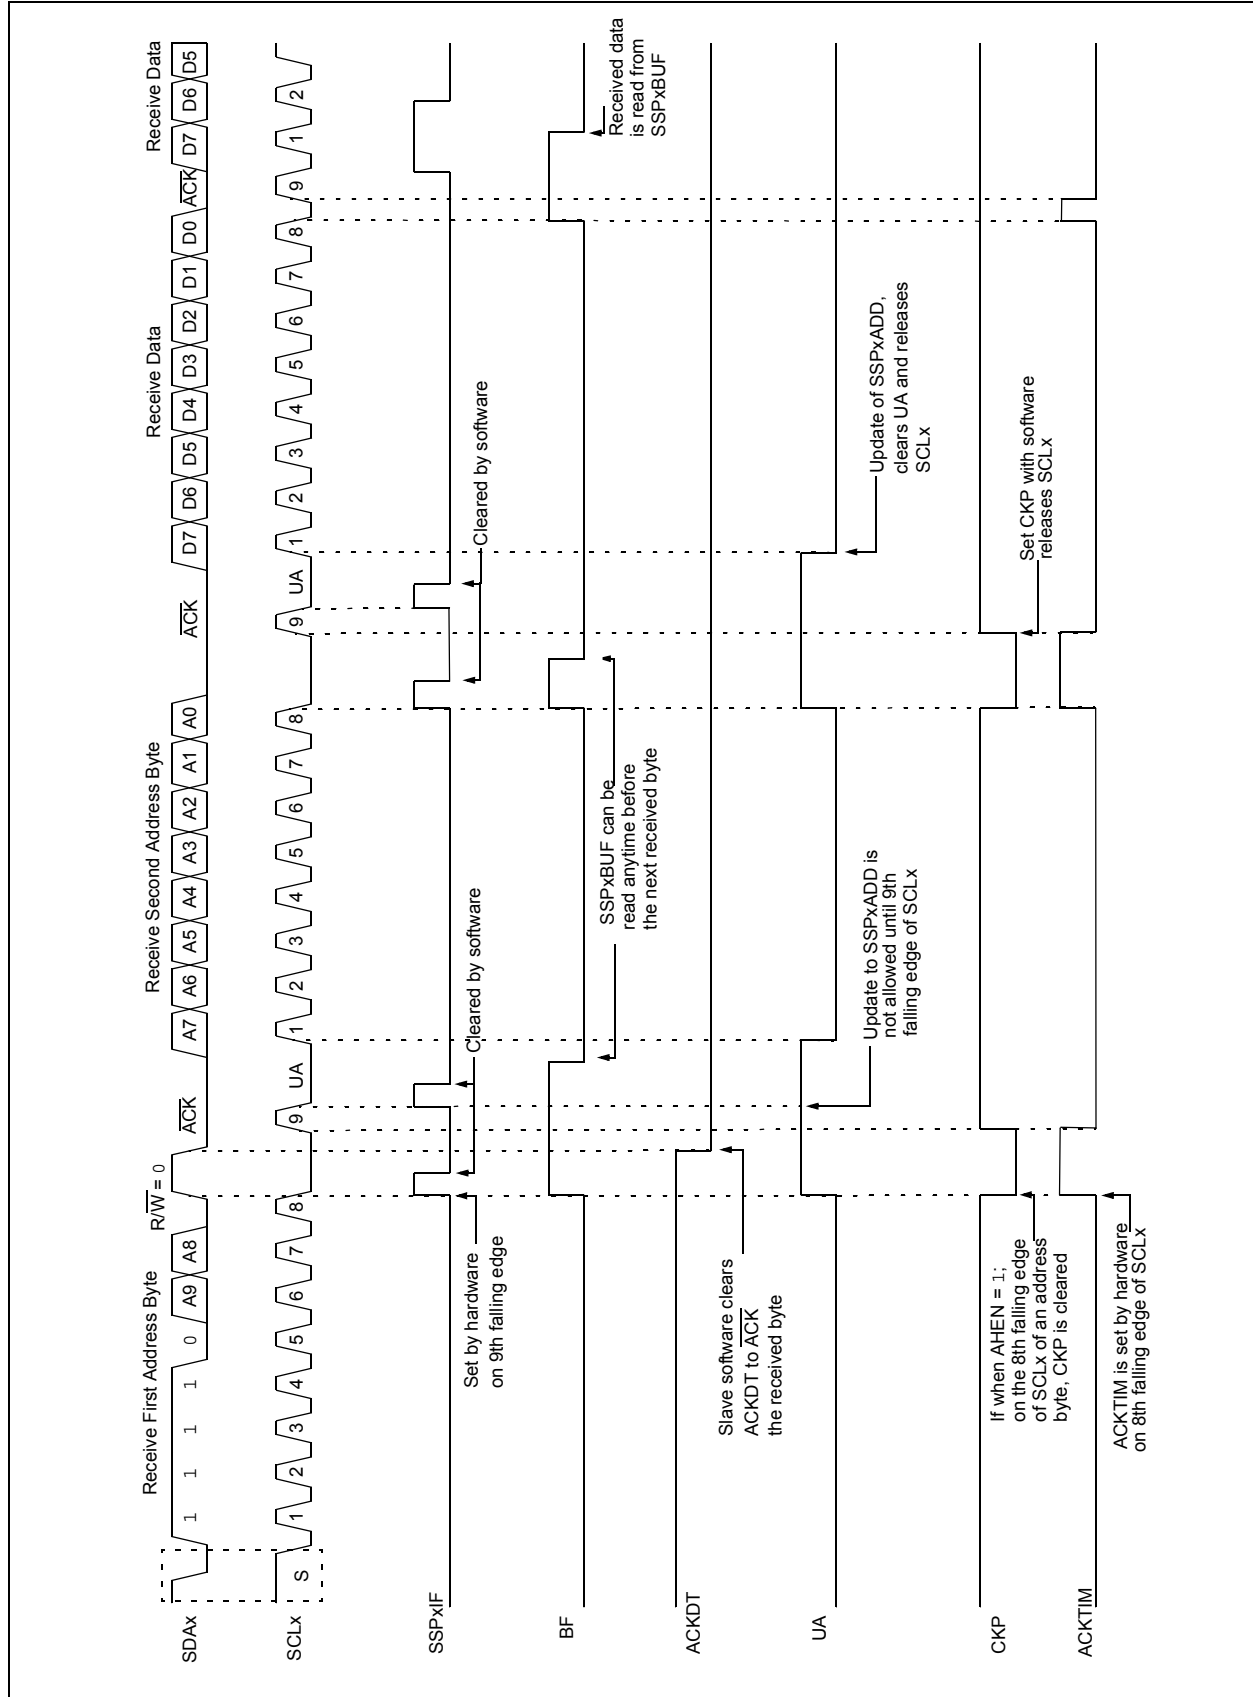 Receive First Address Byte
R/W = 0
Receive Second Address Byte
Receive Data
Receive Data
SDAx
1 1 1 1 0 A9 A8 ACK A7 A6 A5 A4 A3 A2 A1 A0 ACK D7 D6 D5 D4 D3 D2 D1 D0 ACK D7 D6 D5
SCLx
S 1 2 3 4 5 6 7 8 9 UA 1 2 3 4 5 6 7 8 9 UA 1 2 3 4 5 6 7 8 9 1 2
SSPxIF
Set by hardware
on 9th falling edge
Cleared by software
Cleared by software
BF
SSPxBUF can be
read anytime before
the next received byte
Received data
is read from
SSPxBUF
ACKDT
Slave software clears
ACKDT to ACK
the received byte
UA
Update to SSPxADD is
not allowed until 9th
falling edge of SCLx
Update of SSPxADD,
clears UA and releases
SCLx
CKP
If when AHEN = 1;
on the 8th falling edge
of SCLx of an address
byte, CKP is cleared
Set CKP with software
releases SCLx
ACKTIM
ACKTIM is set by hardware
on 8th falling edge of SCLx